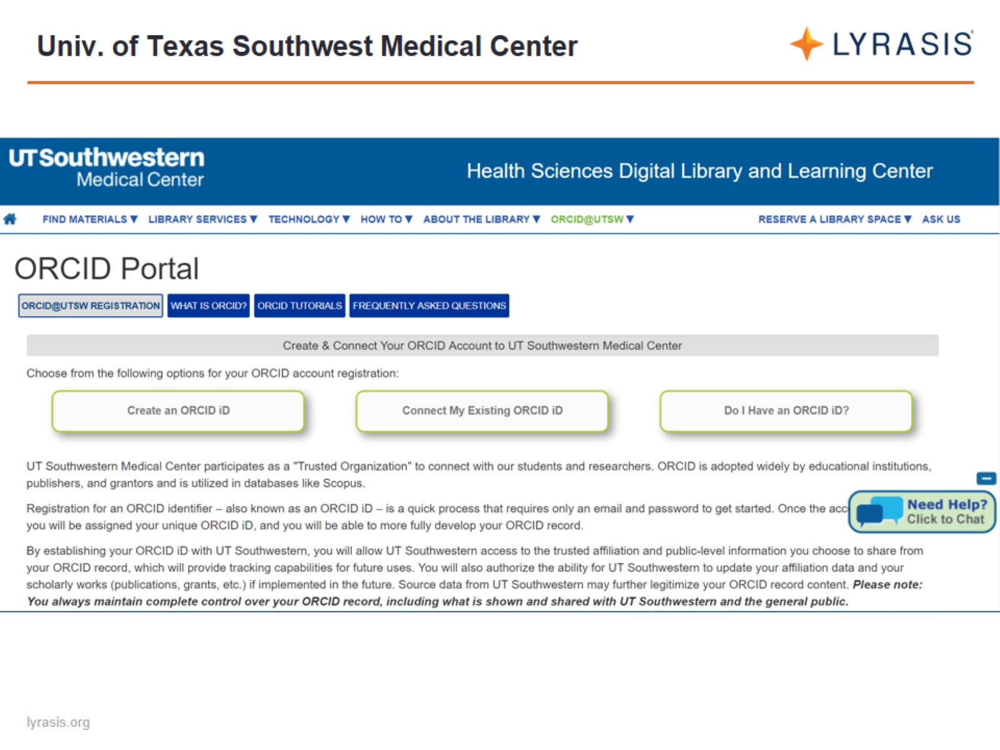 Univ. of Texas Southwest Medical Center
LYRASIS
UTSouthwestern
Medical Center
Health Sciences Digital Library and Learning Center
FIND MATERIALS ▼ LIBRARY SERVICES ▼ TECHNOLOGY ▼ HOW TO ▼ ABOUT THE LIBRARY ▼ ORCID@UTSW ▼ RESERVE A LIBRARY SPACE ▼ ASK US
ORCID Portal
ORCID@UTSW REGISTRATION WHAT IS ORCID? ORCID TUTORIALS FREQUENTLY ASKED QUESTIONS
Create & Connect Your ORCID Account to UT Southwestern Medical Center
Choose from the following options for your ORCID account registration:
Create an ORCID iD Connect My Existing ORCID iD Do I Have an ORCID iD?
UT Southwestern Medical Center participates as a "Trusted Organization" to connect with our students and researchers. ORCID is adopted widely by educational institutions,
publishers, and grantors and is utilized in databases like Scopus.
Registration for an ORCID identifier – also known as an ORCID iD – is a quick process that requires only an email and password to get started. Once the acc
you will be assigned your unique ORCID iD, and you will be able to more fully develop your ORCID record.
Need Help?
Click to Chat
By establishing your ORCID iD with UT Southwestern, you will allow UT Southwestern access to the trusted affiliation and public-level information you choose to share from
your ORCID record, which will provide tracking capabilities for future uses. You will also authorize the ability for UT Southwestern to update your affiliation data and your
scholarly works (publications, grants, etc.) if implemented in the future. Source data from UT Southwestern may further legitimize your ORCID record content. Please note:
You always maintain complete control over your ORCID record, including what is shown and shared with UT Southwestern and the general public.
lyrasis.org